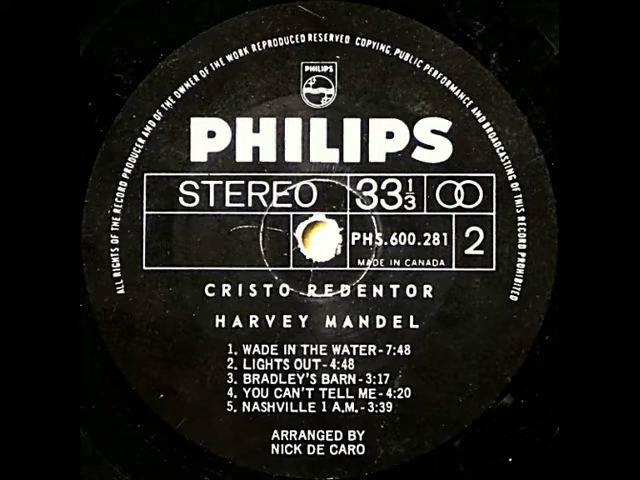 ALL RIGHTS OF THE RECORD PRODUCER AND OF THE OWNER OF THE WORK REPRODUCED RESERVED COPYING, PUBLIC PERFORMANCE AND BROADCASTING OF THIS RECORD PROHIBITED
PHILIPS
PHILIPS
STEREO 33 1/3
PHS.600.281 2
MADE IN CANADA
CRISTO REDENTOR
HARVEY MANDEL
1. WADE IN THE WATER-7:48
2. LIGHTS OUT-4:48
3. BRADLEY'S BARN-3:17
4. YOU CAN'T TELL ME-4:20
5. NASHVILLE 1 A.M.-3:39
ARRANGED BY
NICK DE CARO